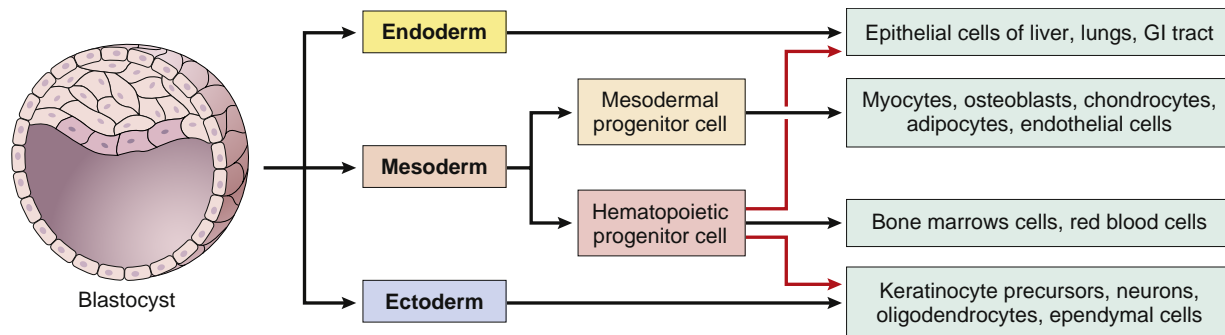 Endoderm
Epithelial cells of liver, lungs, GI tract
Mesodermal
progenitor cell
Myocytes, osteoblasts, chondrocytes,
adipocytes, endothelial cells
Mesoderm
Hematopoietic
progenitor cell
Bone marrows cells, red blood cells
Blastocyst
Ectoderm
Keratinocyte precursors, neurons,
oligodendrocytes, ependymal cells